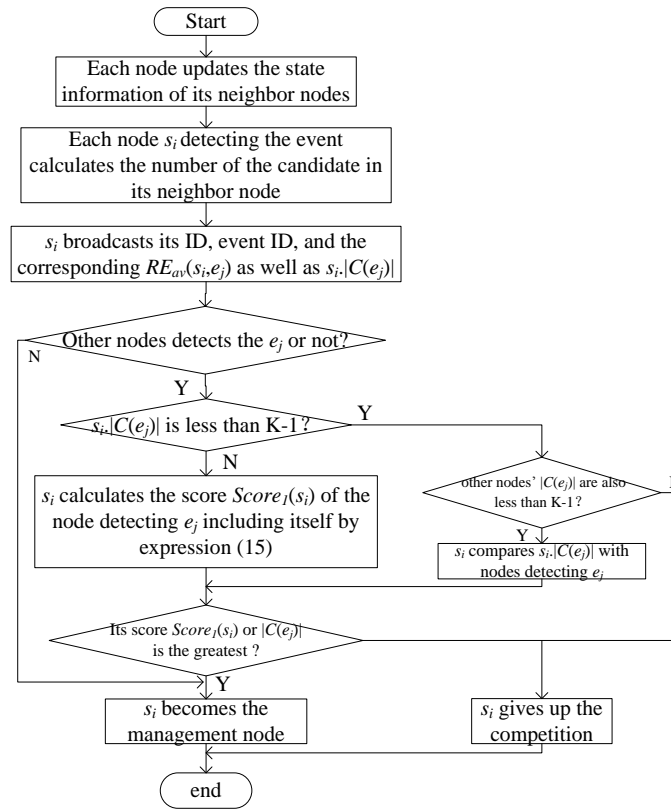 Start
Each node updates the state
information of its neighbor nodes
Each node si detecting the event
calculates the number of the candidate in
its neighbor node
si broadcasts its ID, event ID, and the
corresponding REav(si,ej) as well as si.|C(ej)|
Other nodes detects the ej or not?
N
Y
si.|C(ej)| is less than K-1?
Y
N
other nodes' |C(ej)| are also
less than K-1?
Y
si calculates the score Score1(si) of the
node detecting ej including itself by
expression (15)
si compares si.|C(ej)| with
nodes detecting ej
Its score Score1(si) or |C(ej)|
is the greatest ?
Y
si becomes the
management node
si gives up the
competition
end